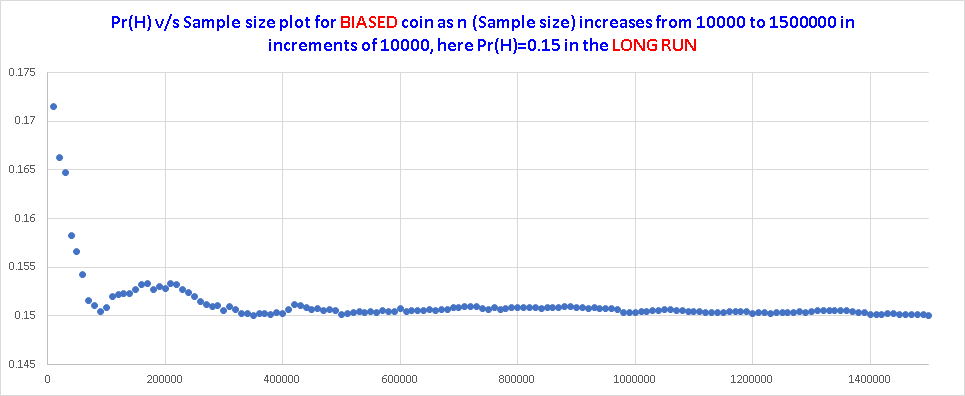 Pr(H) v/s Sample size plot for BIASED coin as n (Sample size) increases from 10000 to 1500000 in
increments of 10000, here Pr(H)=0.15 in the LONG RUN
0.175
0.17
0.165
0.16
0.155
0.15
0.145
0 200000 400000 600000 800000 1000000 1200000 1400000